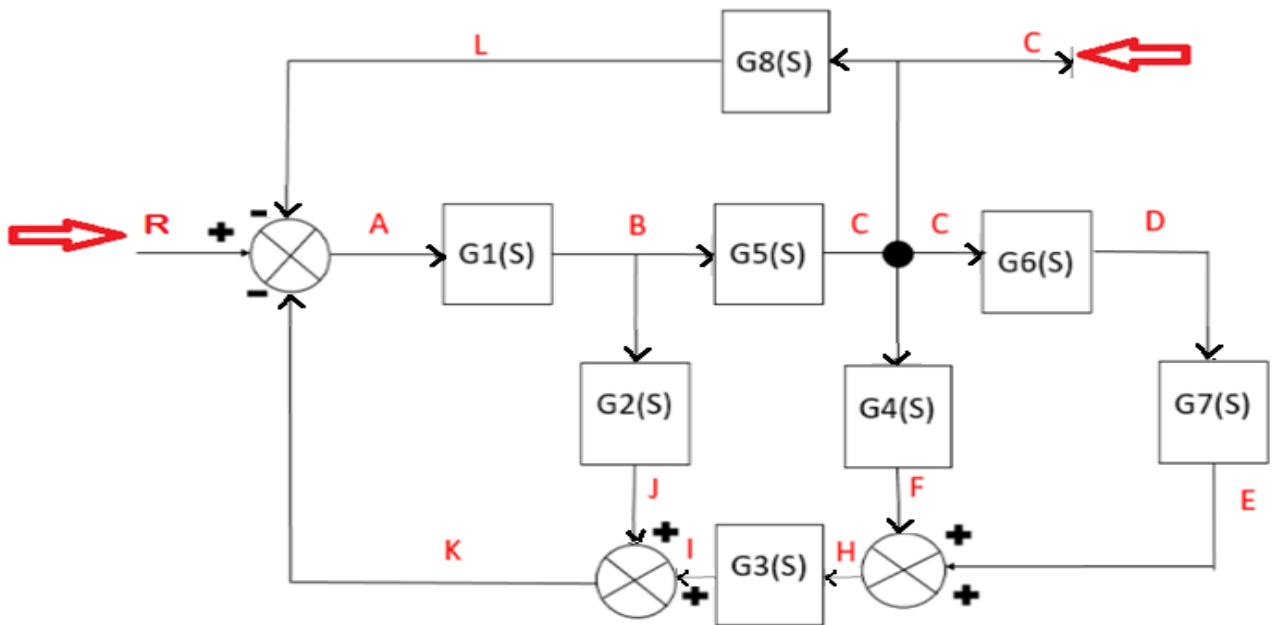 L
G8(S)
C
R
+
-
A
G1(S)
B
G5(S)
C
C
G6(S)
D
-
G2(S)
G4(S)
G7(S)
J
F
E
K
+
I
+
G3(S)
H
+
+